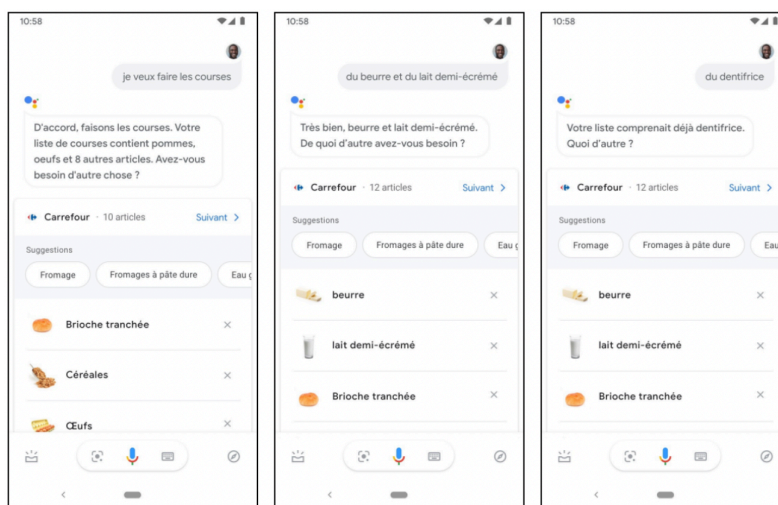 10:58
je veux faire les courses
D'accord, faisons les courses. Votre
liste de courses contient pommes,
oeufs et 8 autres articles. Avez-vous
besoin d'autre chose ?
Carrefour · 10 articles
Suivant >
Suggestions
Fromage
Fromages à pâte dure
Eau g
Brioche tranchée
Céréales
Œufs
10:58
du beurre et du lait demi-écrémé
Très bien, beurre et lait demi-écrémé.
De quoi d'autre avez-vous besoin ?
Carrefour · 12 articles
Suivant >
Suggestions
Fromage
Fromages à pâte dure
Eau g
beurre
lait demi-écrémé
Brioche tranchée
10:58
du dentifrice
Votre liste comprenait déjà dentifrice.
Quoi d'autre ?
Carrefour · 12 articles
Suivant >
Suggestions
Fromage
Fromages à pâte dure
Eau
beurre
lait demi-écrémé
Brioche tranchée